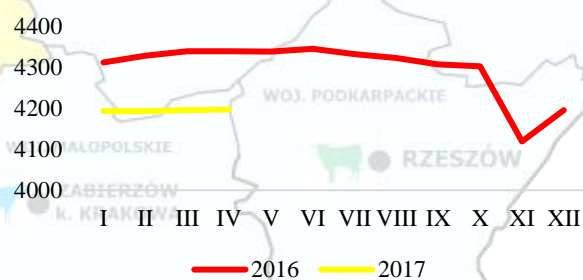 4400
4300
4200
4100
4000
WOJ. PODKARPACKIE
MAŁOPOLSKIE
RZESZÓW
ZABIERZÓW
k. KRAKOWA
I II III IV V VI VII VIII IX X XI XII
2016 2017